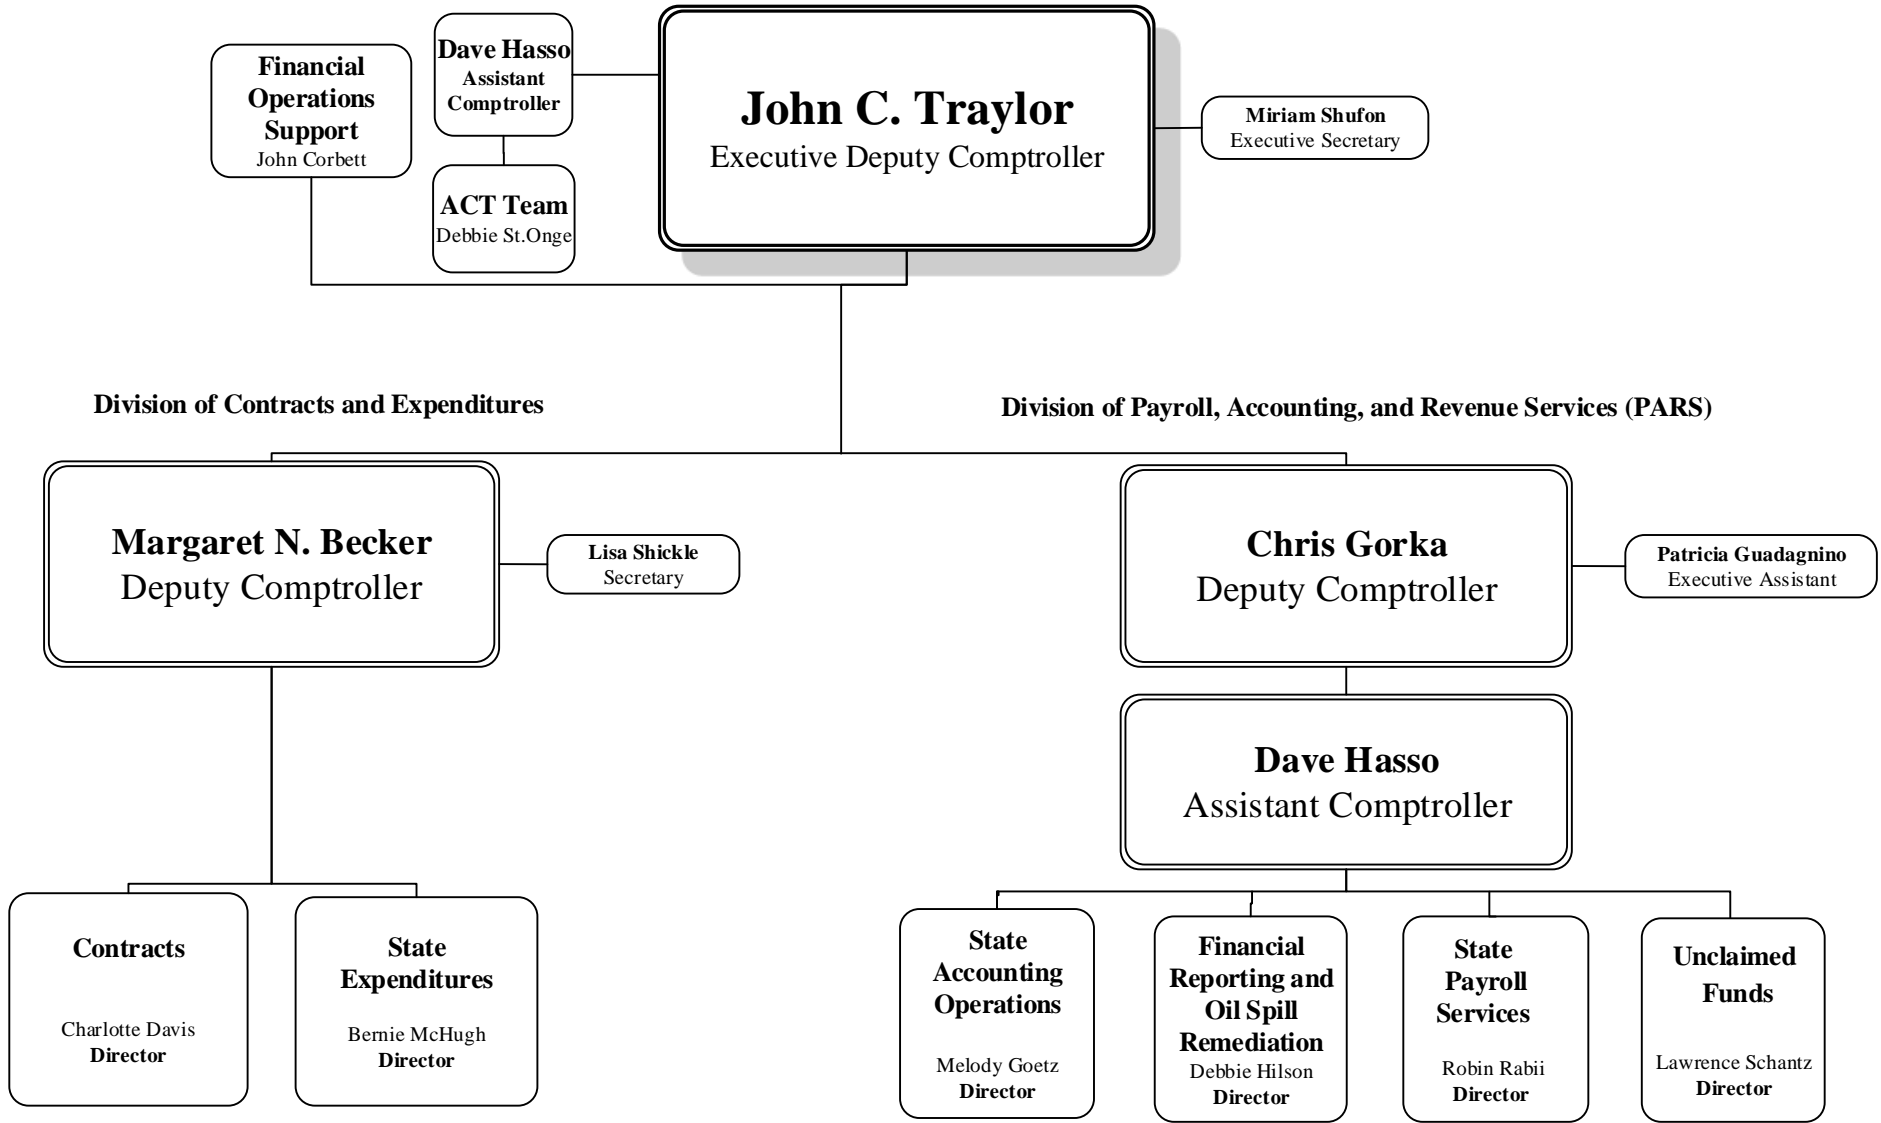 Financial
Operations
Support
John Corbett
Dave Hasso
Assistant
Comptroller
ACT Team
Debbie St.Onge
John C. Traylor
Executive Deputy Comptroller
Miriam Shufon
Executive Secretary
Division of Contracts and Expenditures
Division of Payroll, Accounting, and Revenue Services (PARS)
Margaret N. Becker
Deputy Comptroller
Lisa Shickle
Secretary
Chris Gorka
Deputy Comptroller
Patricia Guadagnino
Executive Assistant
Dave Hasso
Assistant Comptroller
Contracts
Charlotte Davis
Director
State
Expenditures
Bernie McHugh
Director
State
Accounting
Operations
Melody Goetz
Director
Financial
Reporting and
Oil Spill
Remediation
Debbie Hilson
Director
State
Payroll
Services
Robin Rabii
Director
Unclaimed
Funds
Lawrence Schantz
Director